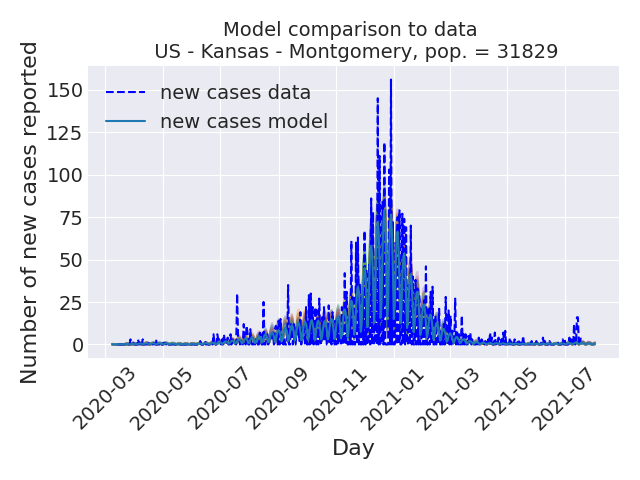 Model comparison to data
US - Kansas - Montgomery, pop. = 31829
Number of new cases reported
150
125
100
75
50
25
0
new cases data
new cases model
2020-03
2020-05
2020-07
2020-09
2020-11
2021-01
2021-03
2021-05
2021-07
Day